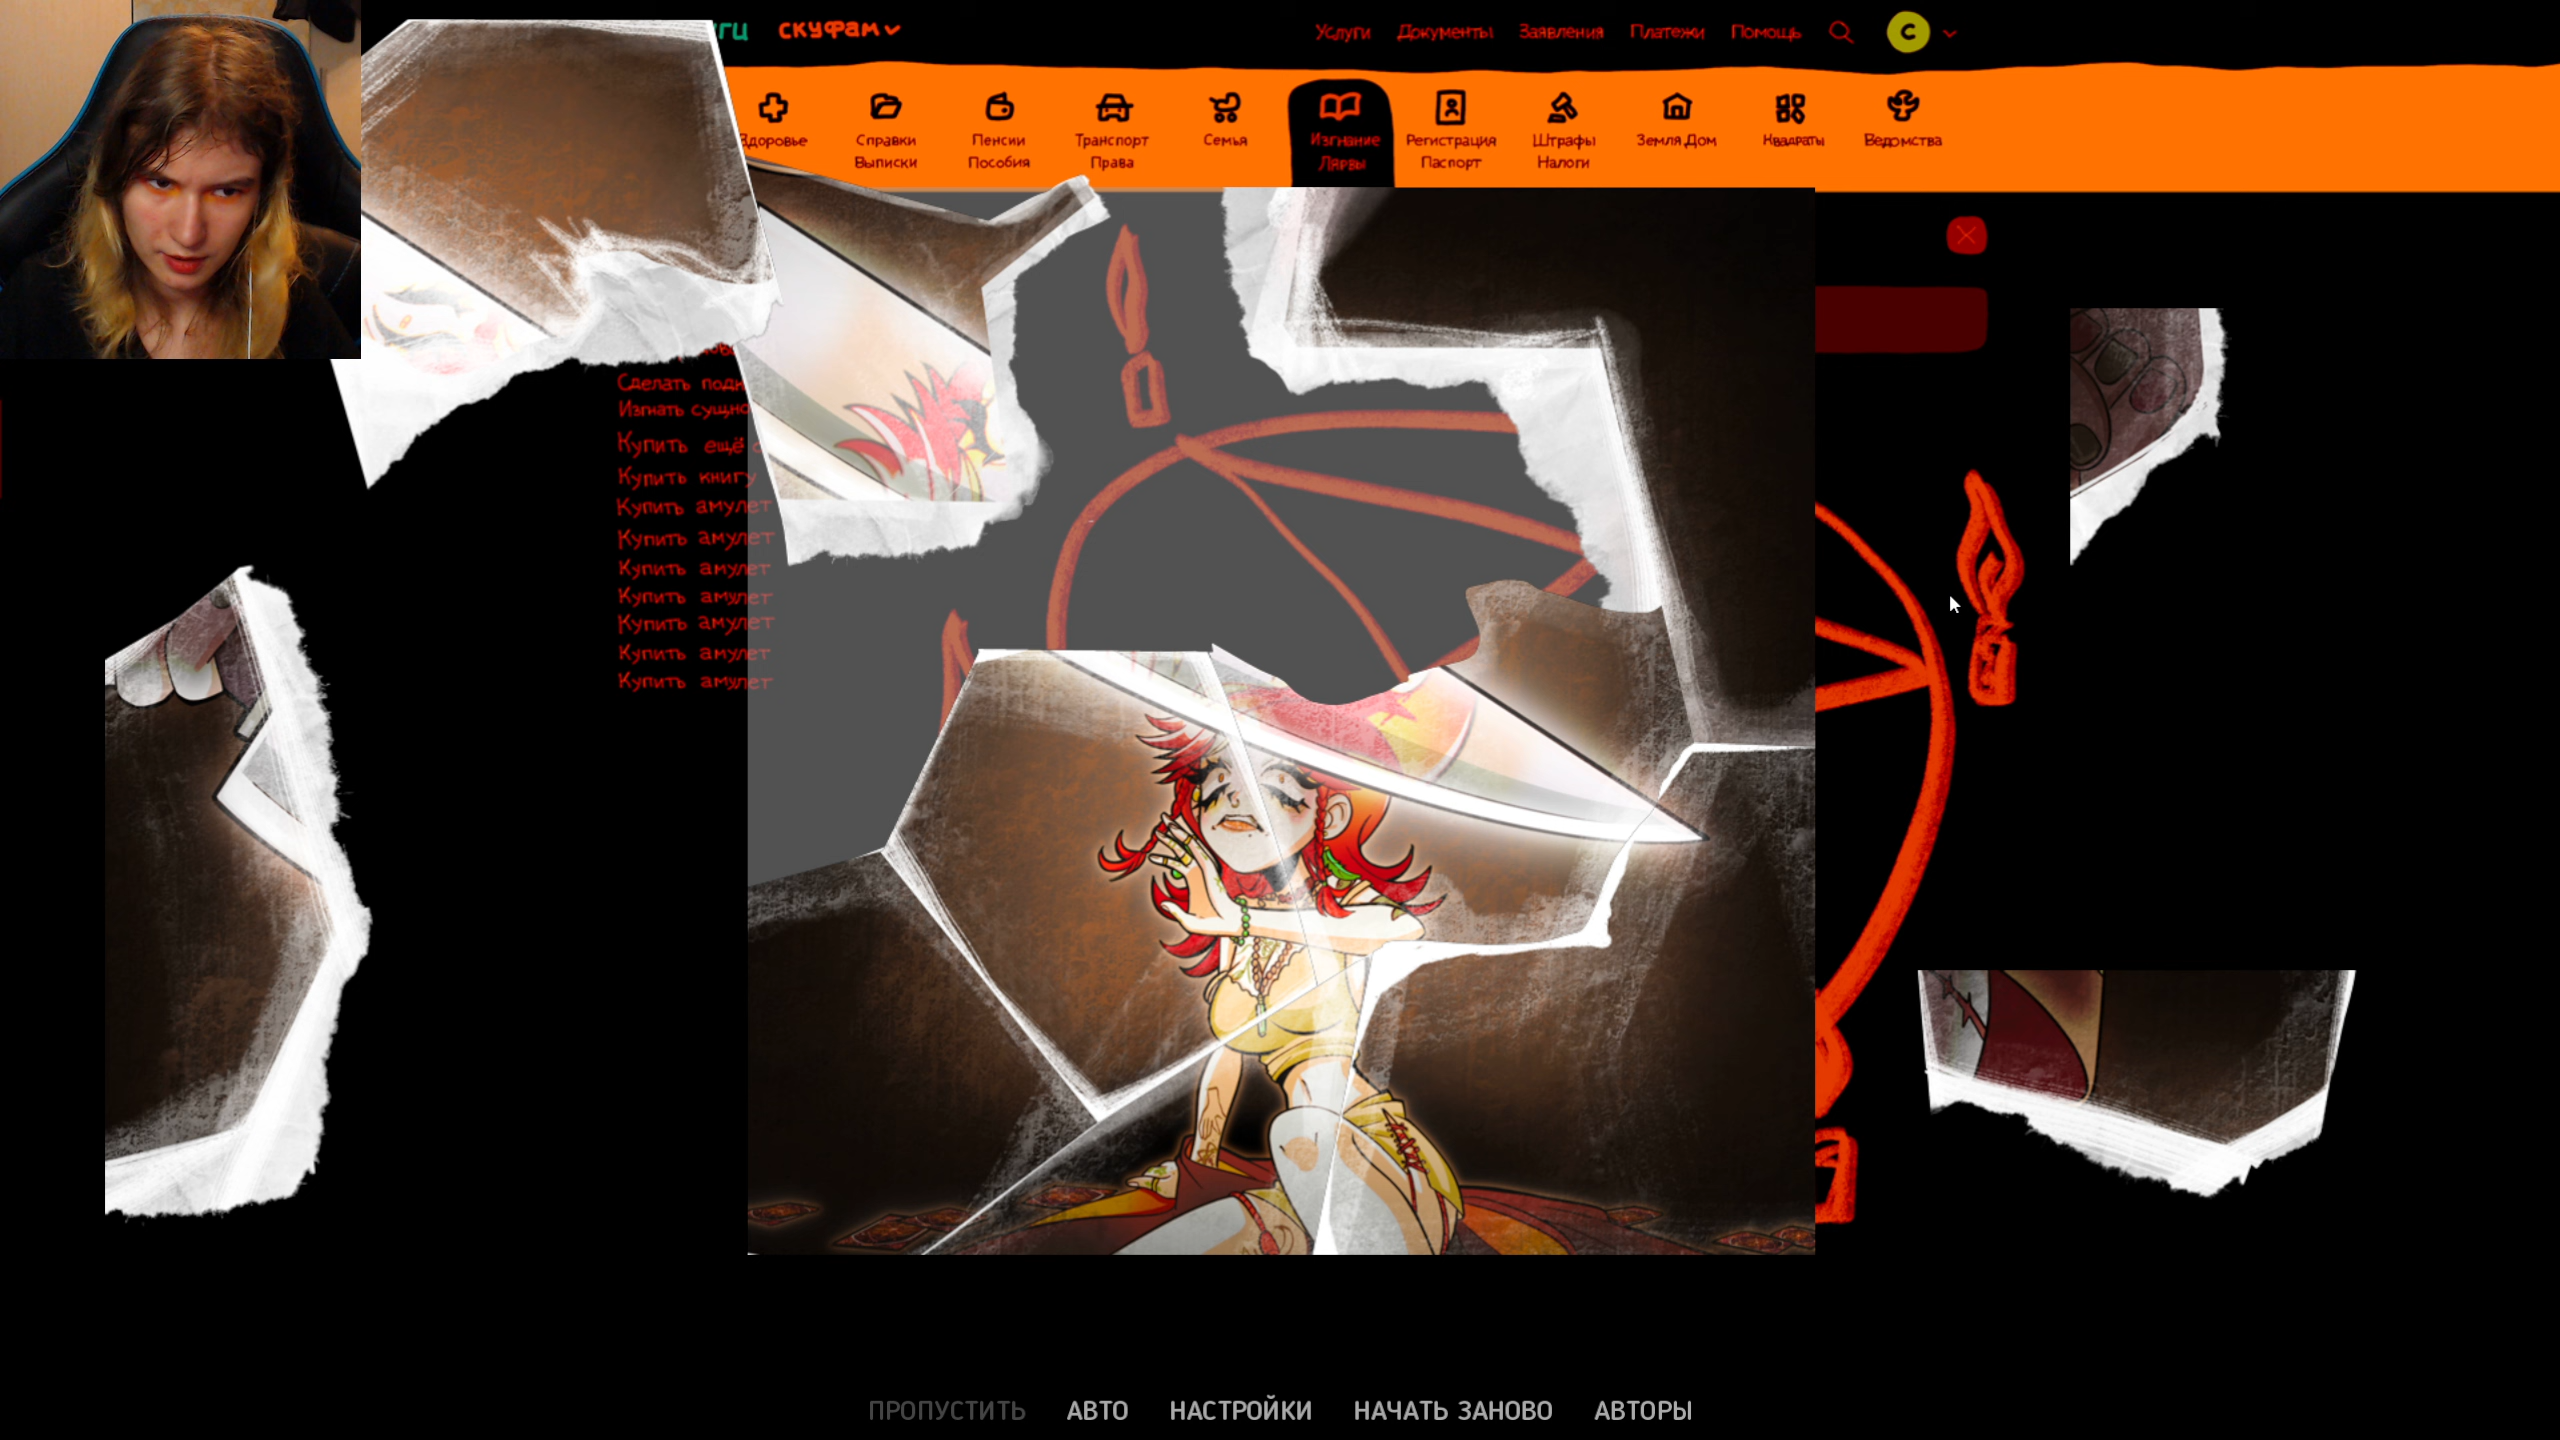 ги скуфам
Услуги Документы Заявления Платежи Помощь С
Здоровье
Справки Выписки
Пенсии Пособия
Транспорт Права
Семья
Изгнание Лярвы
Регистрация Паспорт
Штрафы Налоги
Земля Дом
Квадраты
Ведомства
Сделать
Изгнать
Купить ещё
Купить книгу
Купить амулет
Купить амулет
Купить амулет
Купить амулет
Купить амулет
Купить амулет
Купить амулет
ПРОПУСТИТЬ АВТО НАСТРОЙКИ НАЧАТЬ ЗАНОВО АВТОРЫ